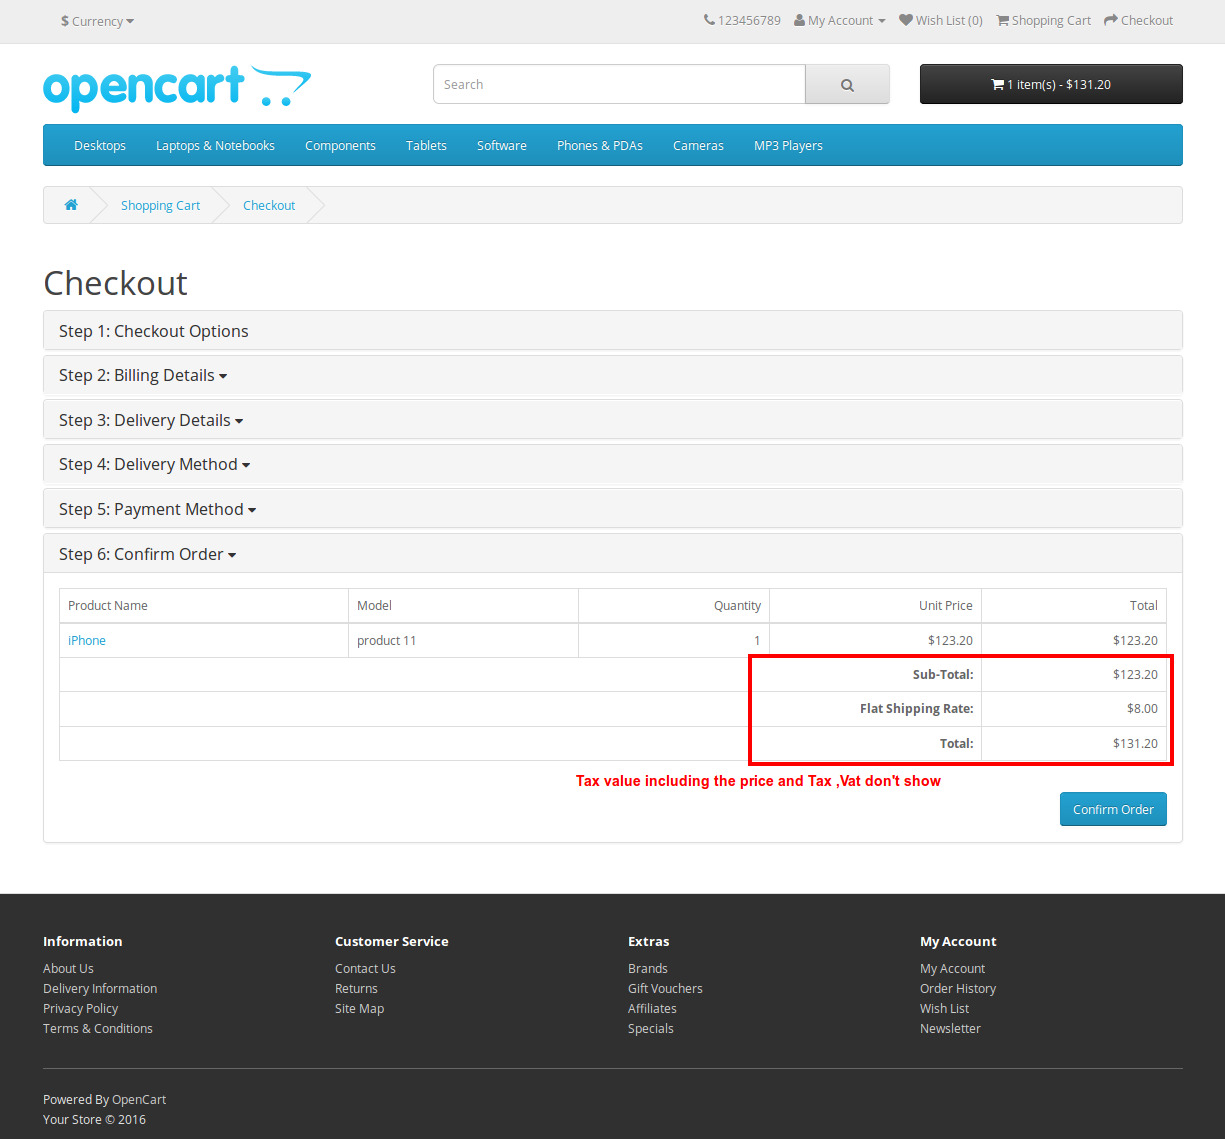 $ Currency
123456789 My Account Wish List (0) Shopping Cart Checkout
opencart
Search
1 item(s) - $131.20
Desktops Laptops & Notebooks Components Tablets Software Phones & PDAs Cameras MP3 Players
Shopping Cart Checkout
Checkout
Step 1: Checkout Options
Step 2: Billing Details
Step 3: Delivery Details
Step 4: Delivery Method
Step 5: Payment Method
Step 6: Confirm Order
Product Name Model Quantity Unit Price Total
iPhone product 11 1 $123.20 $123.20
Sub-Total: $123.20
Flat Shipping Rate: $8.00
Total: $131.20
Tax value including the price and Tax ,Vat don't show
Confirm Order
Information Customer Service Extras My Account
About Us Contact Us Brands My Account
Delivery Information Returns Gift Vouchers Order History
Privacy Policy Site Map Affiliates Wish List
Terms & Conditions Specials Newsletter
Powered By OpenCart
Your Store © 2016